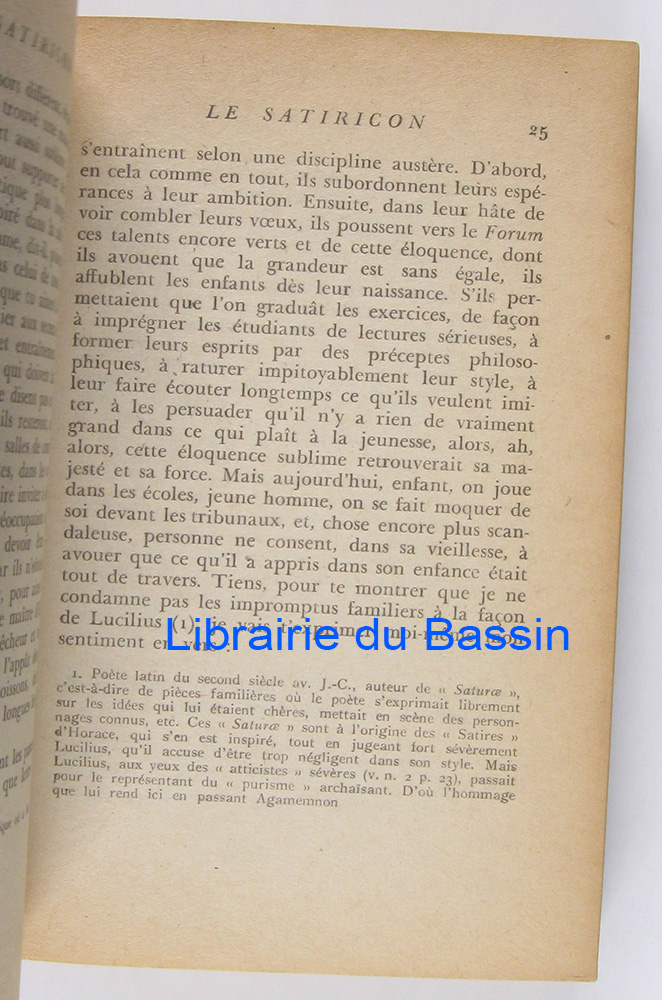 LE SATIRICON
25
s'entraînent selon une discipline austère. D'abord,
en cela comme en tout, ils subordonnent leurs espé-
rances à leur ambition. Ensuite, dans leur hâte de
voir combler leurs vœux, ils poussent vers le Forum
ces talents encore verts et de cette éloquence, dont
ils avouent que la grandeur est sans égale, ils
affublent les enfants dès leur naissance. S'ils per-
mettaient que l'on graduât les exercices, de façon
à imprégner les étudiants de lectures sérieuses, à
former leurs esprits par des préceptes philoso-
phiques, à raturer impitoyablement leur style, à
leur faire écouter longtemps ce qu'ils veulent imi-
ter, à les persuader qu'il n'y a rien de vraiment
grand dans ce qui plaît à la jeunesse, alors, ah,
alors, cette éloquence sublime retrouverait sa ma-
jesté et sa force. Mais aujourd'hui, enfant, on joue
dans les écoles, jeune homme, on se fait moquer de
soi devant les tribunaux, et, chose encore plus scan-
daleuse, personne ne consent, dans sa vieillesse, à
avouer que ce qu'il a appris dans son enfance était
tout de travers. Tiens, pour te montrer que je ne
condamne pas les impromptus familiers à la façon
de Lucilius (1), je vais t'exprimer moi-même mon
sentiment en vers :
Librairie du Bassin
1. Poète latin du second siècle av. J.-C., auteur de « Saturæ »,
c'est-à-dire de pièces familières où le poète s'exprimait librement
sur les idées qui lui étaient chères, mettait en scène des person-
nages connus, etc. Ces « Saturæ » sont à l'origine des « Satires »
d'Horace, qui s'en est inspiré, tout en jugeant fort sévèrement
Lucilius, qu'il accuse d'être trop négligent dans son style. Mais
Lucilius, aux yeux des « atticistes » sévères (v. n. 2 p. 23), passait
pour le représentant du « purisme » archaïsant. D'où l'hommage
que lui rend ici en passant Agamemnon